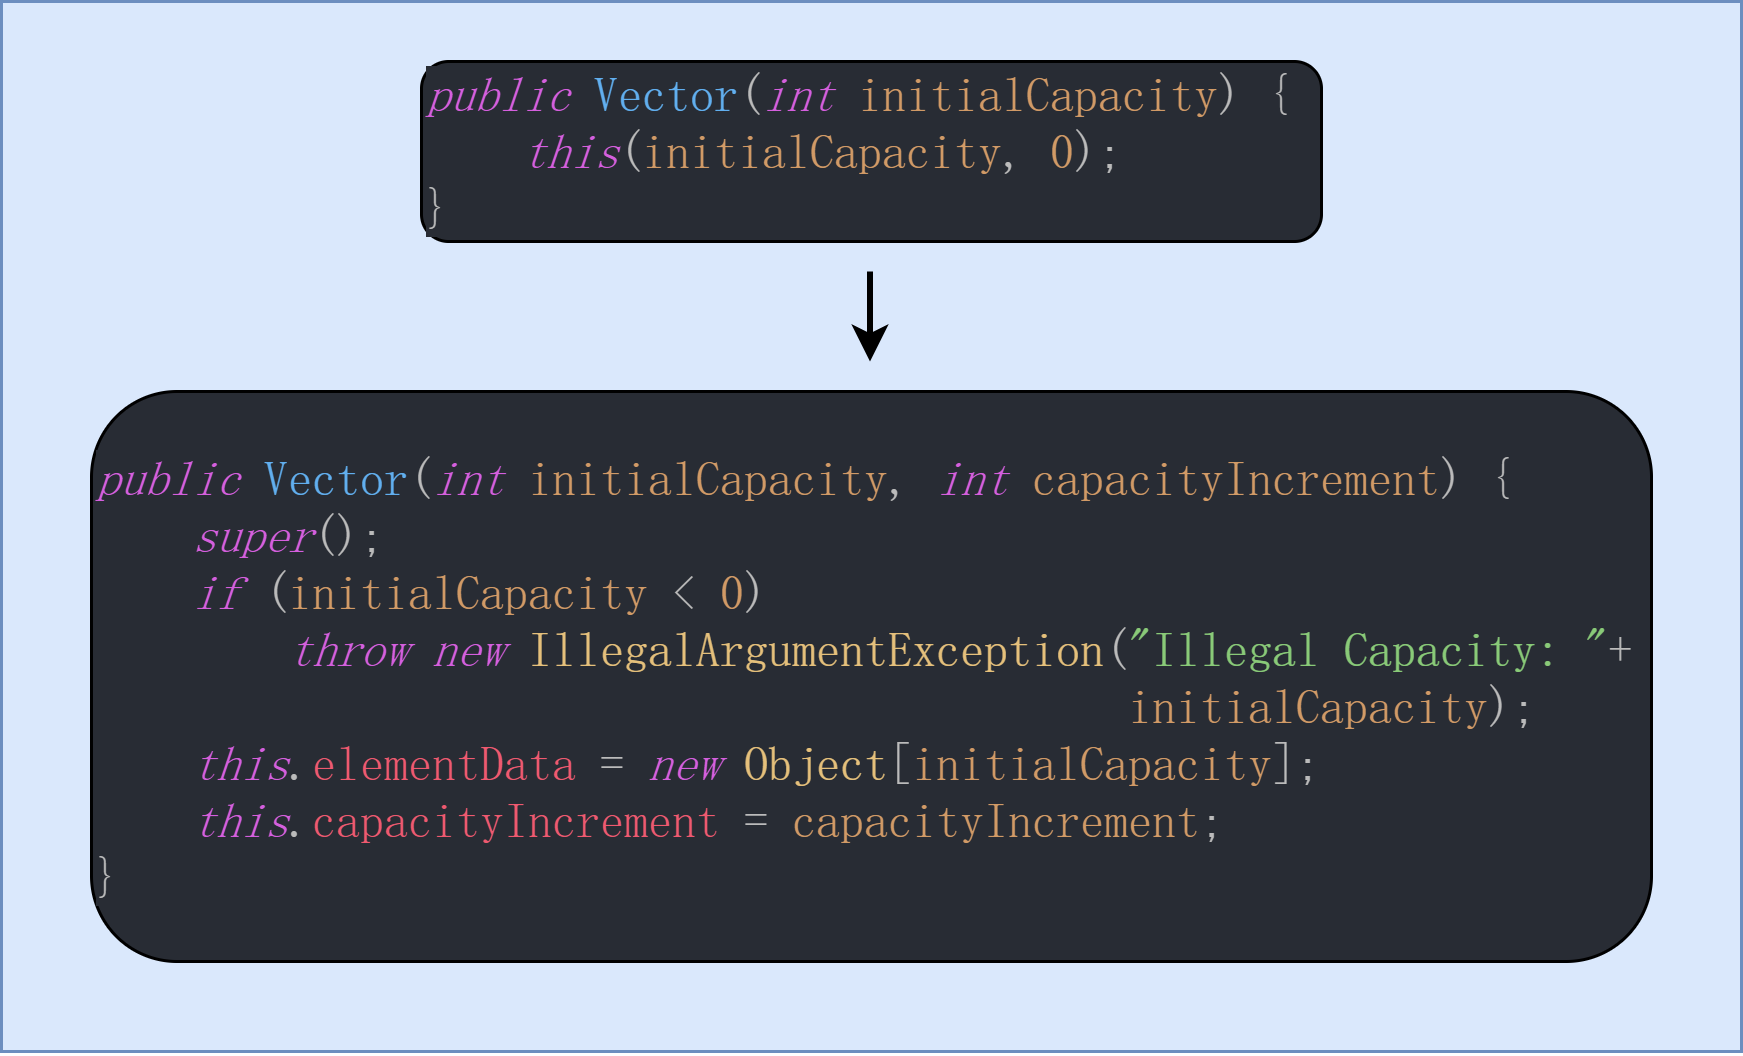 public Vector(int initialCapacity) {
    this(initialCapacity, 0);
}
public Vector(int initialCapacity, int capacityIncrement) {
    super();
    if (initialCapacity < 0)
        throw new IllegalArgumentException("Illegal Capacity: "+
                                           initialCapacity);
    this.elementData = new Object[initialCapacity];
    this.capacityIncrement = capacityIncrement;
}